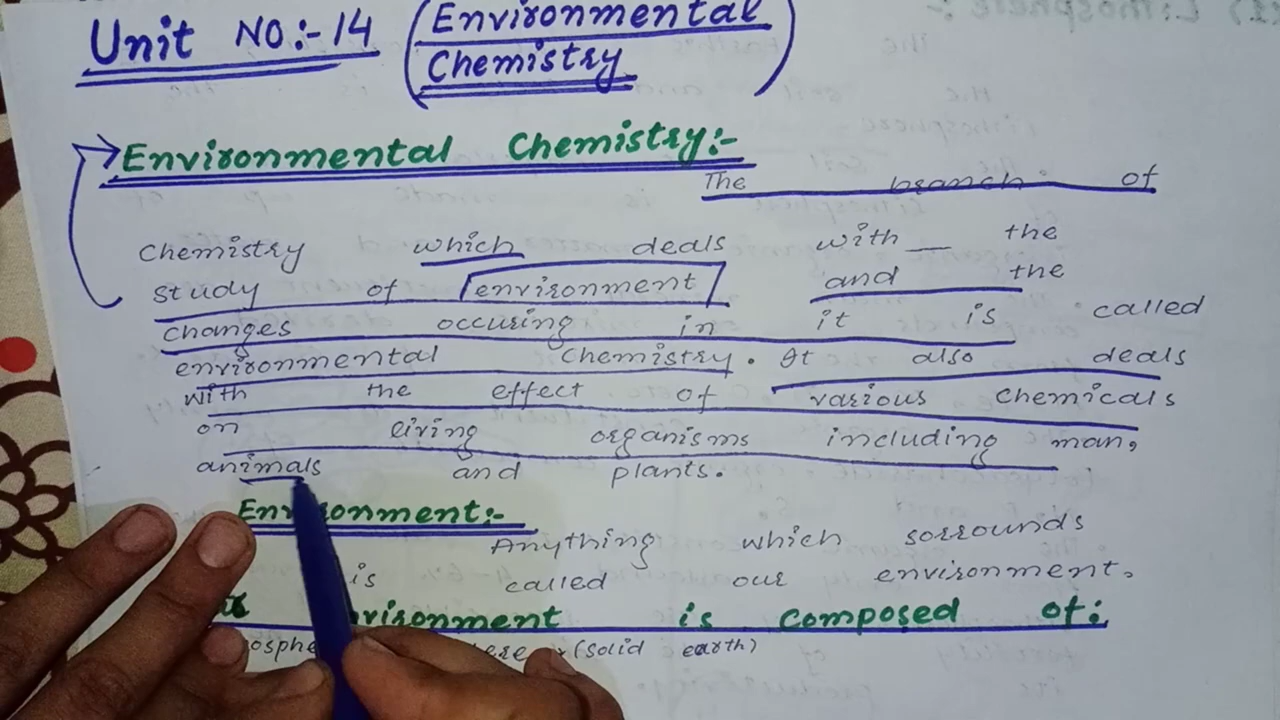 Unit NO:-14 (Environmental
Chemistry)
Environmental Chemistry:-
The branch of
Chemistry which deals with the
study of environment and the
changes occuring in it is called
environmental Chemistry. It also deals
with the effect of various Chemicals
on living organisms including man,
animals and plants.
Environment:-
Anything which sorrounds
is called our environment.
is composed of:
(solid earth)